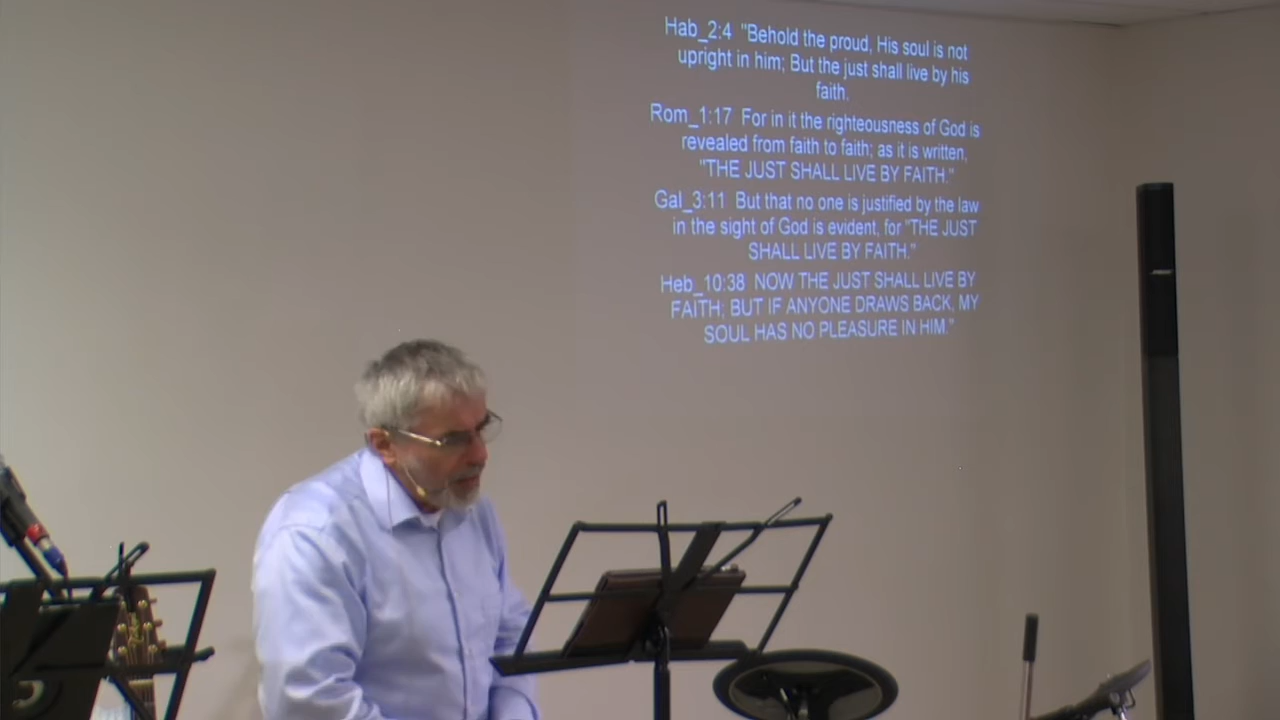 Hab_2:4 "Behold the proud, His soul is not
upright in him; But the just shall live by his
faith.
Rom_1:17 For in it the righteousness of God is
revealed from faith to faith; as it is written,
"THE JUST SHALL LIVE BY FAITH."
Gal_3:11 But that no one is justified by the law
in the sight of God is evident, for "THE JUST
SHALL LIVE BY FAITH."
Heb_10:38 NOW THE JUST SHALL LIVE BY
FAITH; BUT IF ANYONE DRAWS BACK, MY
SOUL HAS NO PLEASURE IN HIM."